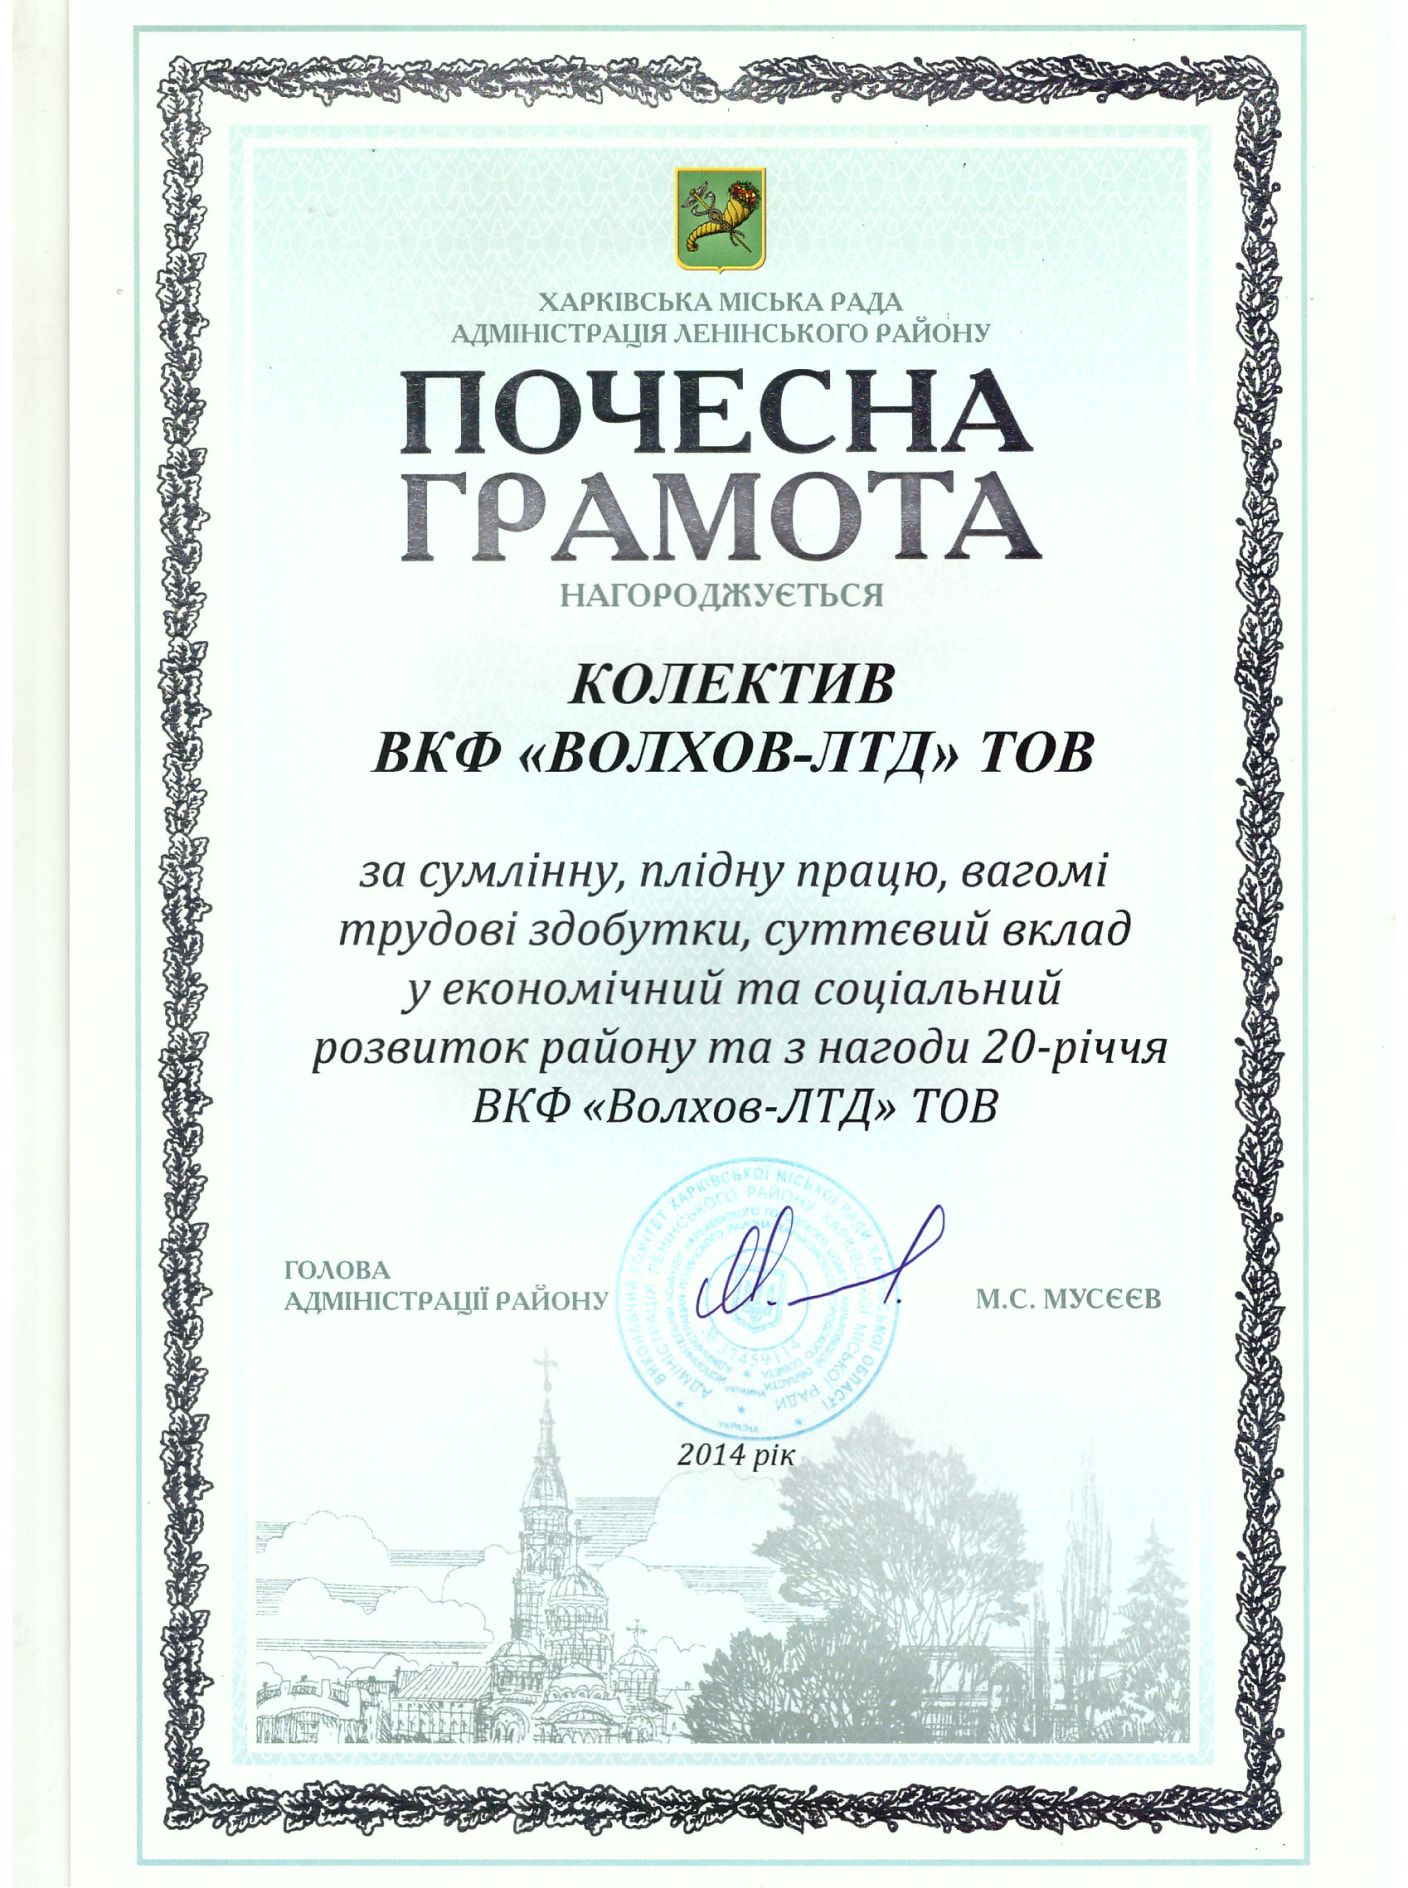 ХАРКІВСЬКА МІСЬКА РАДА
АДМІНІСТРАЦІЯ ЛЕНІНСЬКОГО РАЙОНУ
ПОЧЕСНА
ГРАМОТА
НАГОРОДЖУЄТЬСЯ
КОЛЕКТИВ
ВКФ «ВОЛХОВ-ЛТД» ТОВ
за сумлінну, плідну працю, вагомі
трудові здобутки, суттєвий вклад
у економічний та соціальний
розвиток району та з нагоди 20-річчя
ВКФ «Волхов-ЛТД» ТОВ
ВИКОНАВЧИЙ КОМІТЕТ ХАРКІВСЬКОЇ МІСЬКОЇ РАДИ ХАРКІВСЬКОЇ ОБЛАСТІ
АДМІНІСТРАЦІЯ ЛЕНІНСЬКОГО РАЙОНУ ХАРКІВСЬКОЇ МІСЬКОЇ РАДИ
37459114
УКРАЇНА
ГОЛОВА
АДМІНІСТРАЦІЇ РАЙОНУ
М.С. МУСЄЄВ
2014 рік